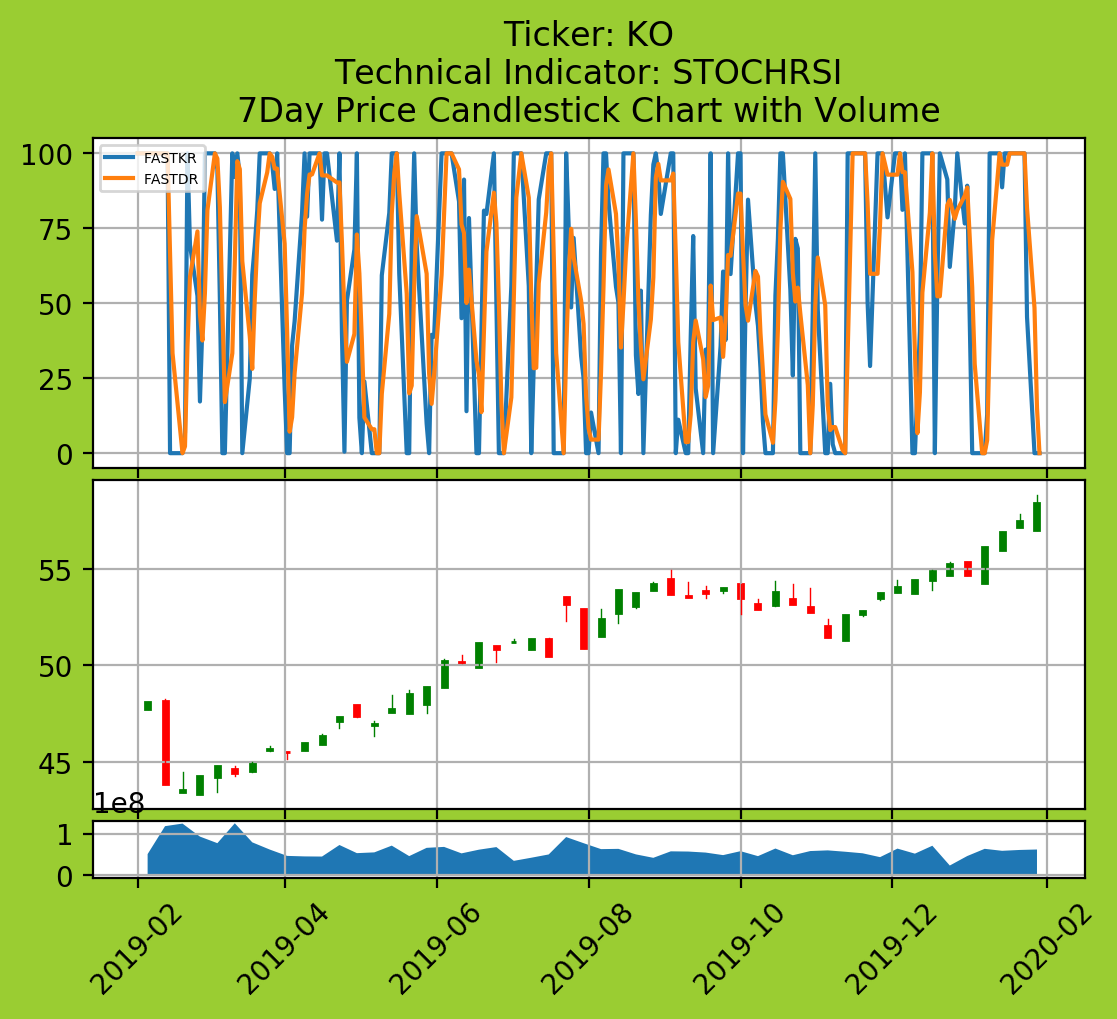 Ticker: KO
Technical Indicator: STOCHRSI
7Day Price Candlestick Chart with Volume
100
75
50
25
0
FASTKR
FASTDR
55
50
45
1e8
1
0
2019-02
2019-04
2019-06
2019-08
2019-10
2019-12
2020-02